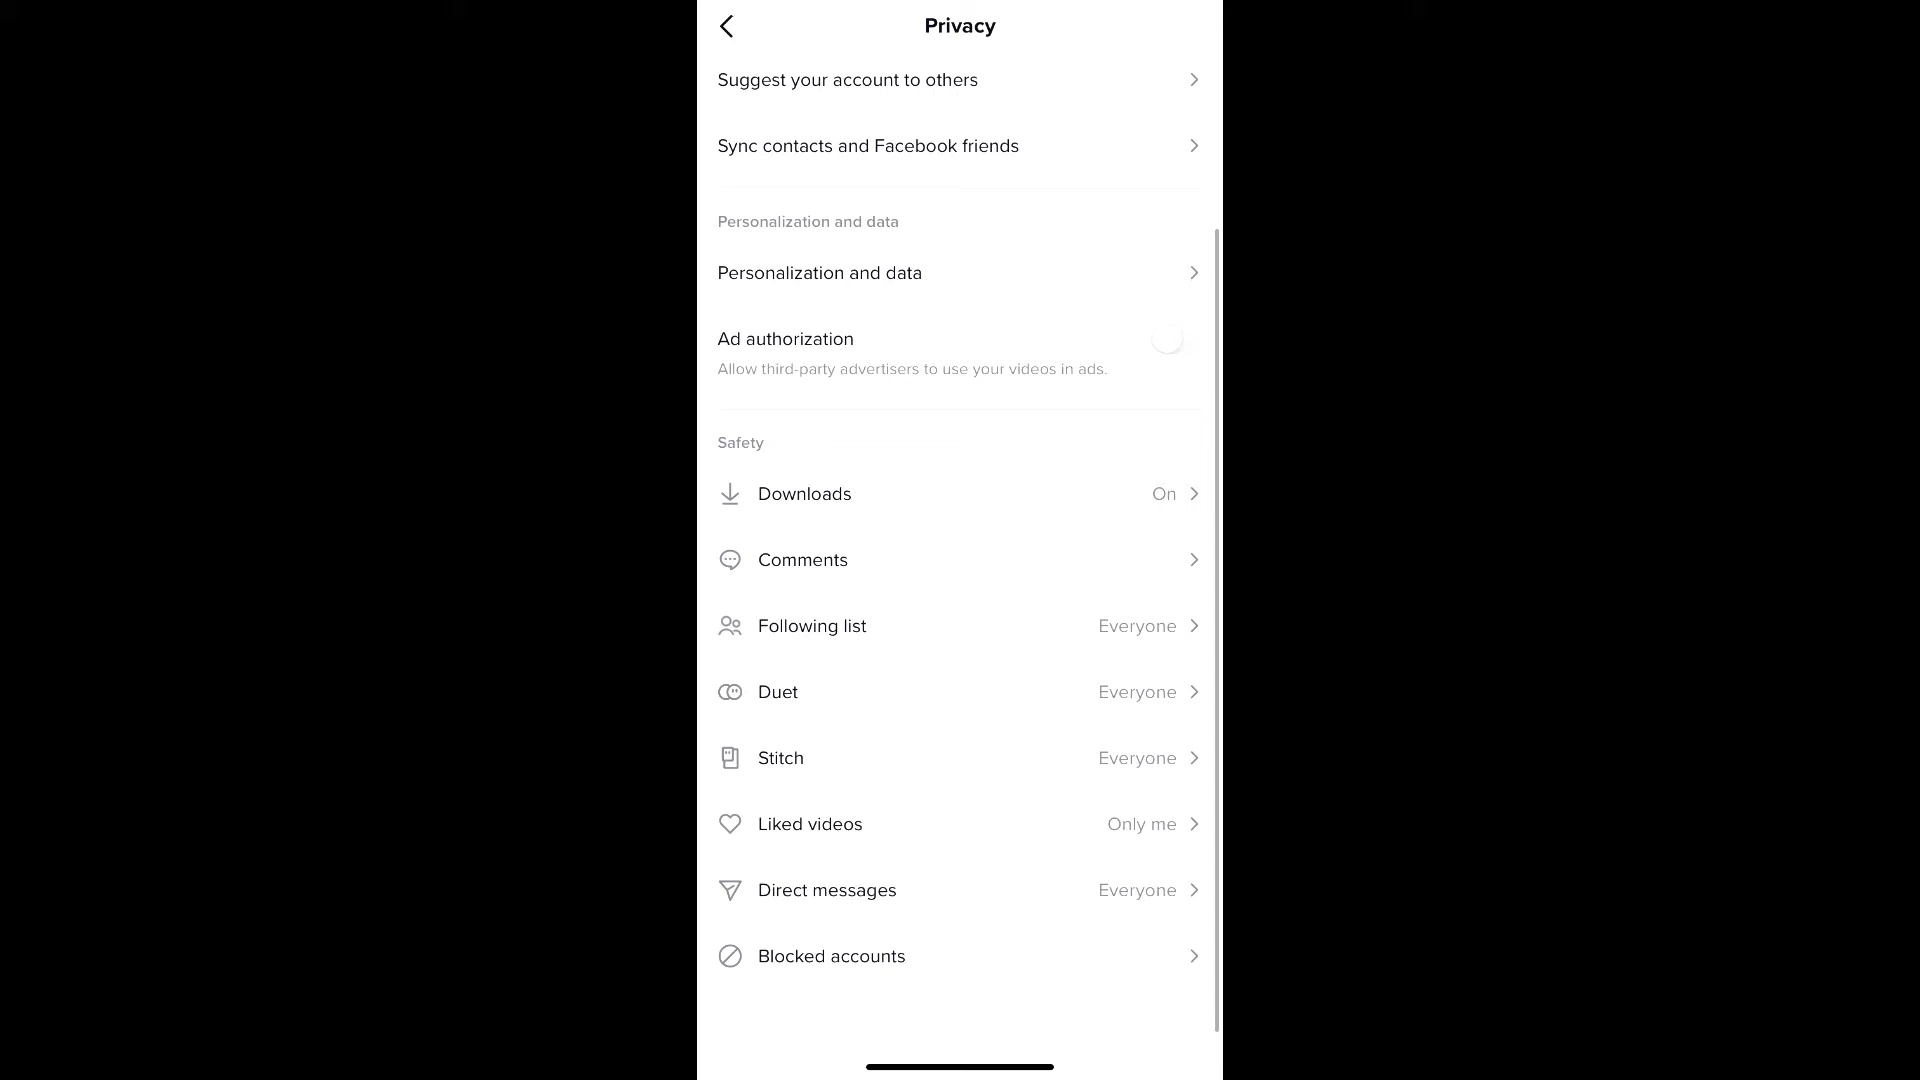 Privacy
Suggest your account to others
Sync contacts and Facebook friends
Personalization and data
Personalization and data
Ad authorization
Allow third-party advertisers to use your videos in ads.
Safety
Downloads On
Comments
Following list Everyone
Duet Everyone
Stitch Everyone
Liked videos Only me
Direct messages Everyone
Blocked accounts